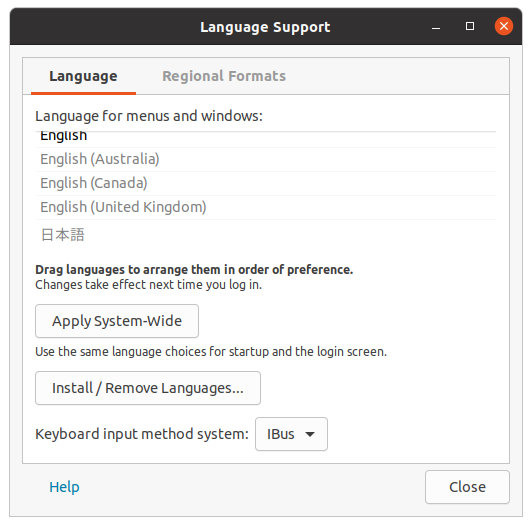 Language Support
Language
Regional Formats
Language for menus and windows:
English
English (Australia)
English (Canada)
English (United Kingdom)
日本語
Drag languages to arrange them in order of preference.
Changes take effect next time you log in.
Apply System-Wide
Use the same language choices for startup and the login screen.
Install / Remove Languages...
Keyboard input method system: IBus
Help
Close